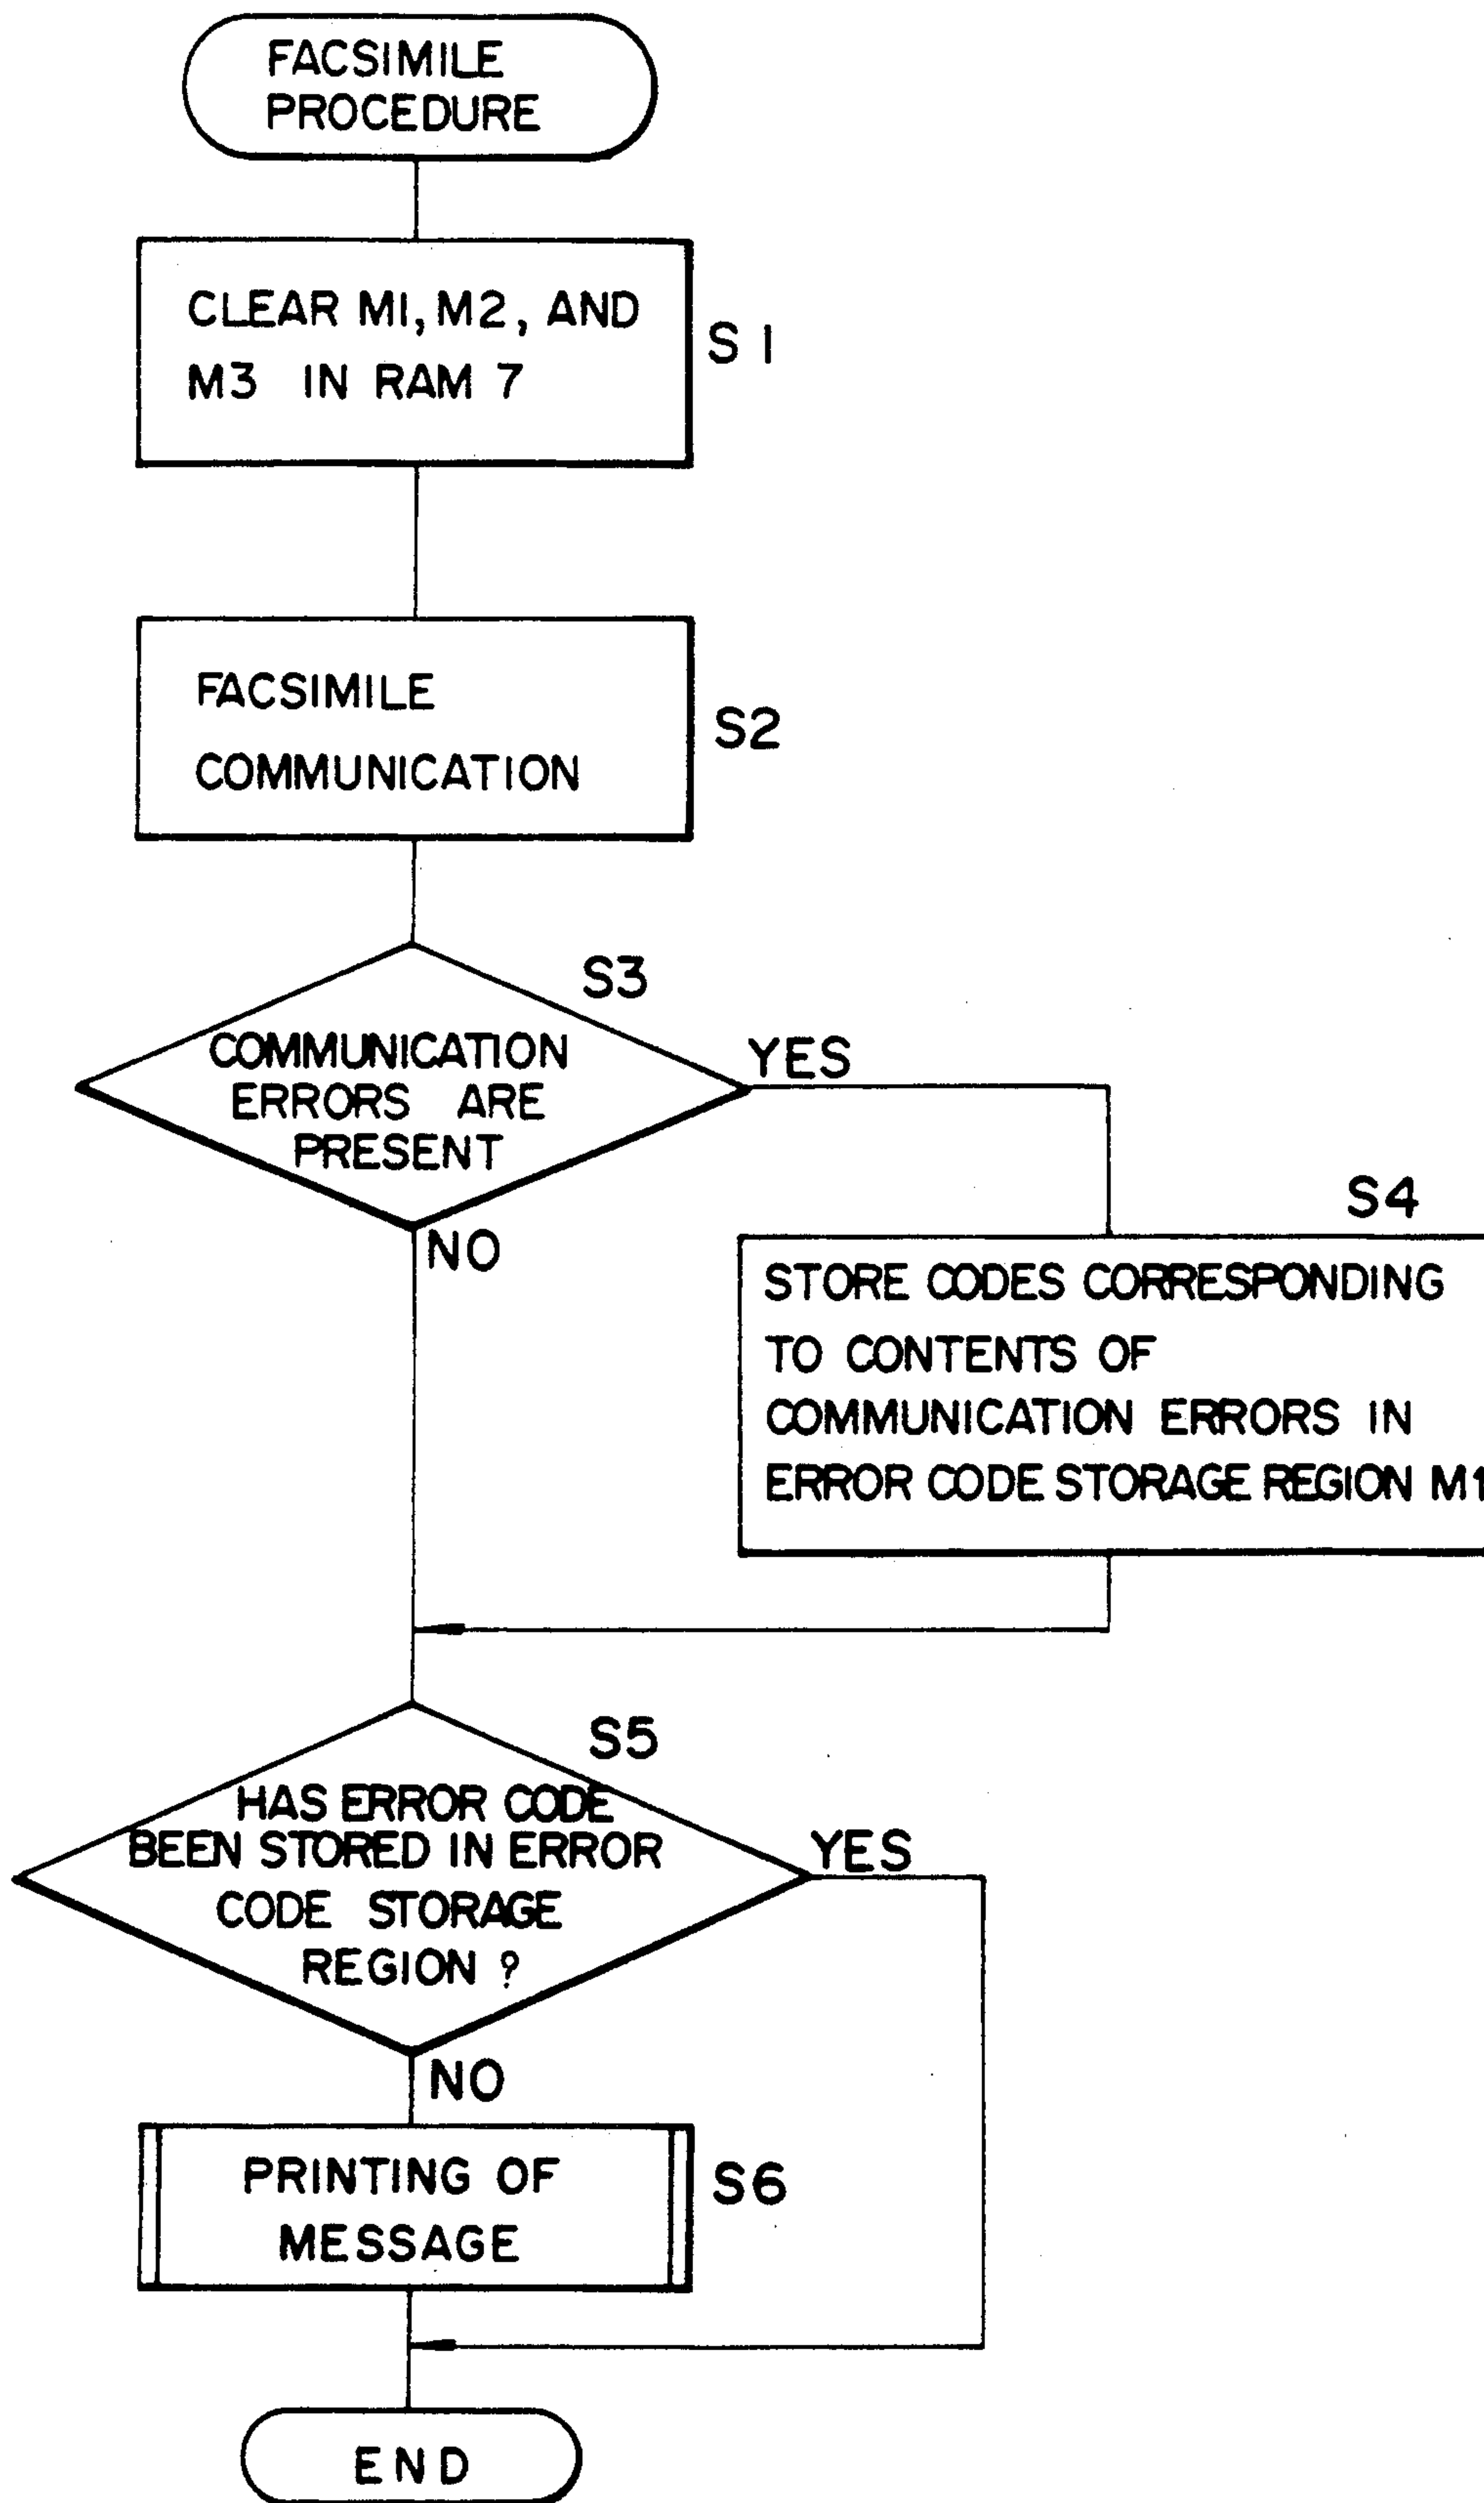 FACSIMILE
PROCEDURE
CLEAR M1, M2, AND
M3 IN RAM 7
S1
FACSIMILE
COMMUNICATION
S2
S3
COMMUNICATION
ERRORS ARE
PRESENT
YES
NO
S4
STORE CODES CORRESPONDING
TO CONTENTS OF
COMMUNICATION ERRORS IN
ERROR CODE STORAGE REGION M1
S5
HAS ERROR CODE
BEEN STORED IN ERROR
CODE STORAGE
REGION ?
YES
NO
PRINTING OF
MESSAGE
S6
END